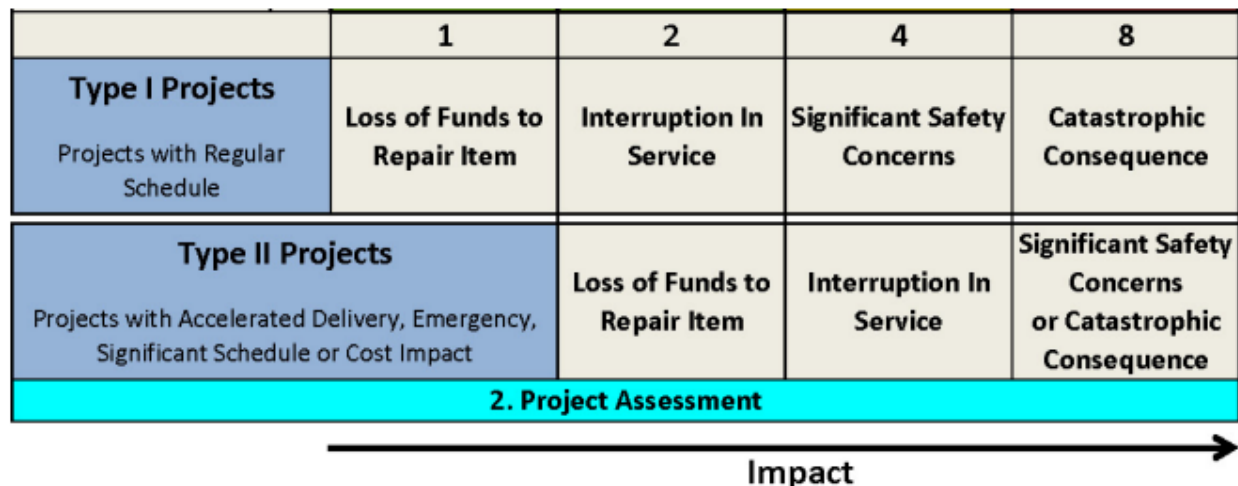 1 2 4 8
Type I Projects
Projects with Regular
Schedule
Loss of Funds to
Repair Item
Interruption In
Service
Significant Safety
Concerns
Catastrophic
Consequence
Type II Projects
Projects with Accelerated Delivery, Emergency,
Significant Schedule or Cost Impact
Loss of Funds to
Repair Item
Interruption In
Service
Significant Safety
Concerns
or Catastrophic
Consequence
2. Project Assessment
Impact